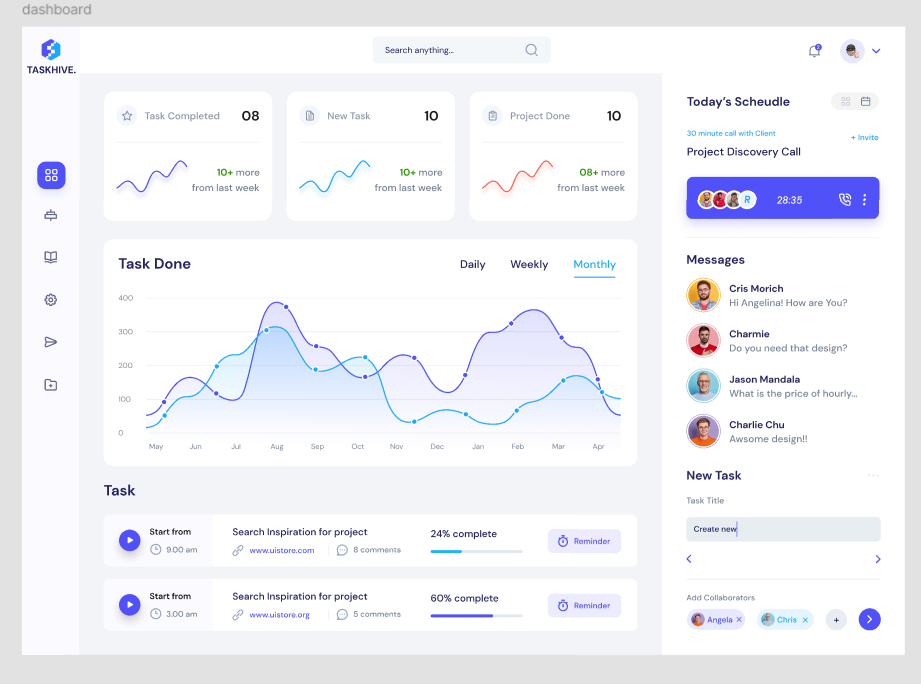 dashboard
TASKHIVE.
Search anything...
2
Task Completed 08
10+ more
from last week
New Task 10
10+ more
from last week
Project Done 10
08+ more
from last week
Task Done
Daily Weekly Monthly
400
300
200
100
0
May Jun Jul Aug Sep Oct Nov Dec Jan Feb Mar Apr
Task
Start from
9.00 am
Search Inspiration for project
www.uistore.com 8 comments
24% complete
Reminder
Start from
3.00 am
Search Inspiration for project
www.uistore.org 5 comments
60% complete
Reminder
Today's Scheudle
30 minute call with Client
+ Invite
Project Discovery Call
R 28:35
Messages
Cris Morich
Hi Angelina! How are You?
Charmie
Do you need that design?
Jason Mandala
What is the price of hourly...
Charlie Chu
Awsome design!!
New Task
Task Title
Create new
Add Collaborators
Angela × Chris × +